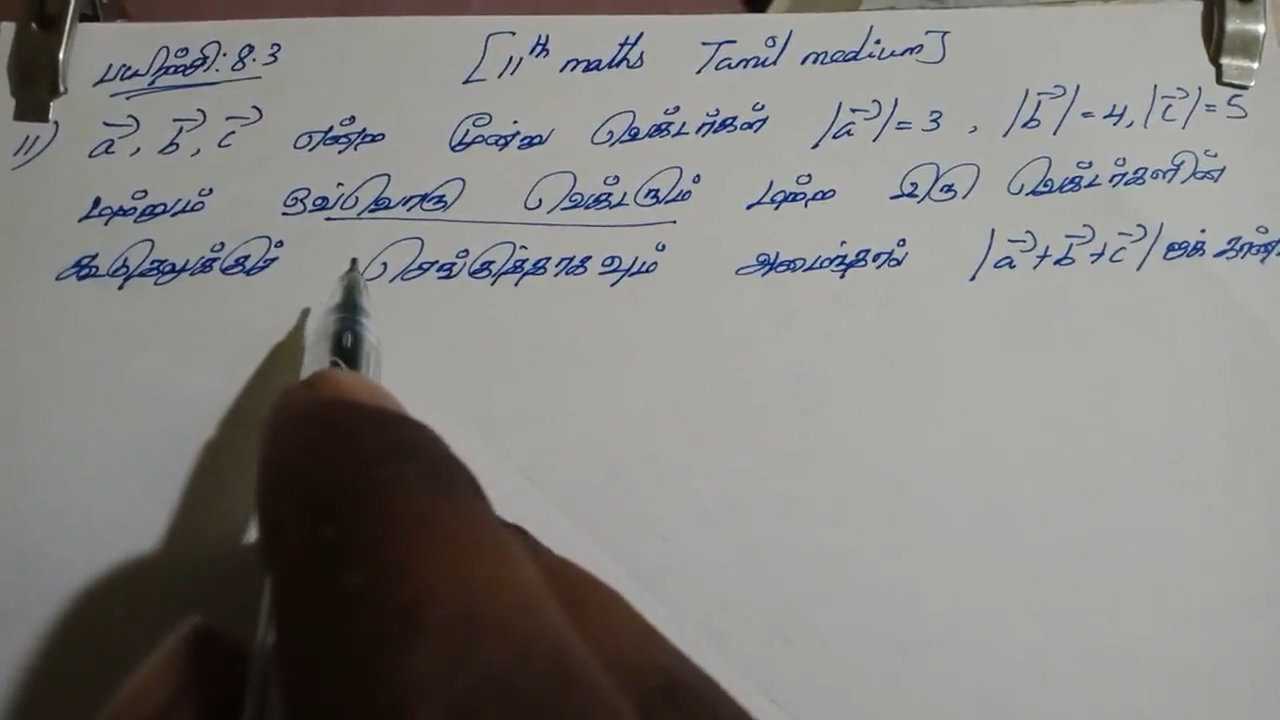 பயிற்சி: 8.3 [11th maths Tamil medium]
11) a⃗, b⃗, c⃗ என்ற மூன்று வெக்டர்கள் |a⃗| = 3, |b⃗| = 4, |c⃗| = 5
மற்றும் ஒவ்வொரு வெக்டரும் மற்ற இரு வெக்டர்களின்
கூடுதலுக்குச் செங்குத்தாகவும் அமைந்தால் |a⃗+b⃗+c⃗| ஐக் காண்க